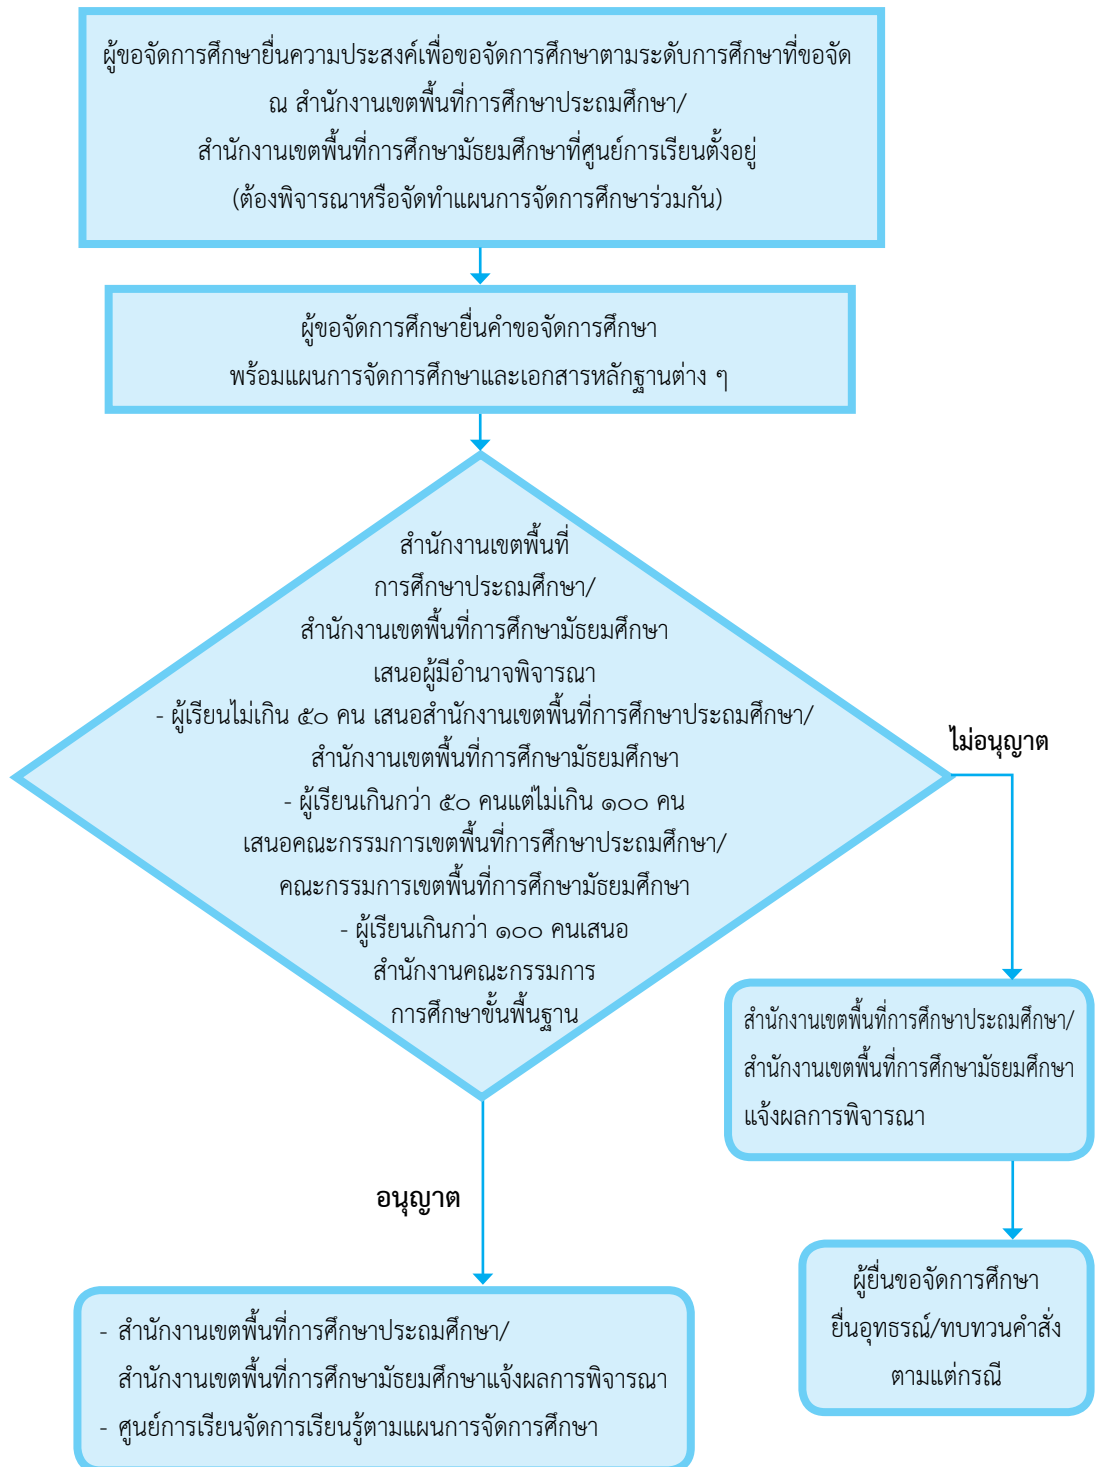 ผู้ขอจัดการศึกษายื่นความประสงค์เพื่อขอจัดการศึกษาตามระดับการศึกษาที่ขอจัด
ณ สำนักงานเขตพื้นที่การศึกษาประถมศึกษา/
สำนักงานเขตพื้นที่การศึกษามัธยมศึกษาที่ศูนย์การเรียนตั้งอยู่
(ต้องพิจารณาหรือจัดทำแผนการจัดการศึกษาร่วมกัน)
ผู้ขอจัดการศึกษายื่นคำขอจัดการศึกษา
พร้อมแผนการจัดการศึกษาและเอกสารหลักฐานต่าง ๆ
สำนักงานเขตพื้นที่
การศึกษาประถมศึกษา/
สำนักงานเขตพื้นที่การศึกษามัธยมศึกษา
เสนอผู้มีอำนาจพิจารณา
- ผู้เรียนไม่เกิน ๕๐ คน เสนอสำนักงานเขตพื้นที่การศึกษาประถมศึกษา/
สำนักงานเขตพื้นที่การศึกษามัธยมศึกษา
- ผู้เรียนเกินกว่า ๕๐ คนแต่ไม่เกิน ๑๐๐ คน
เสนอคณะกรรมการเขตพื้นที่การศึกษาประถมศึกษา/
คณะกรรมการเขตพื้นที่การศึกษามัธยมศึกษา
- ผู้เรียนเกินกว่า ๑๐๐ คนเสนอ
สำนักงานคณะกรรมการ
การศึกษาขั้นพื้นฐาน
ไม่อนุญาต
สำนักงานเขตพื้นที่การศึกษาประถมศึกษา/
สำนักงานเขตพื้นที่การศึกษามัธยมศึกษา
แจ้งผลการพิจารณา
ผู้ยื่นขอจัดการศึกษา
ยื่นอุทธรณ์/ทบทวนคำสั่ง
ตามแต่กรณี
อนุญาต
- สำนักงานเขตพื้นที่การศึกษาประถมศึกษา/
สำนักงานเขตพื้นที่การศึกษามัธยมศึกษาแจ้งผลการพิจารณา
- ศูนย์การเรียนจัดการเรียนรู้ตามแผนการจัดการศึกษา